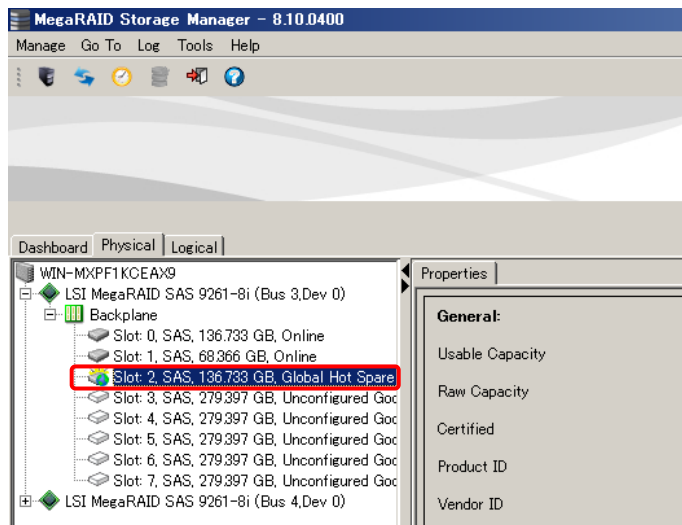 MegaRAID Storage Manager - 8.10.0400
Manage Go To Log Tools Help
Dashboard Physical Logical
WIN-MXPF1KCEAX9
LSI MegaRAID SAS 9261-8i (Bus 3,Dev 0)
Backplane
Slot: 0, SAS, 136.733 GB, Online
Slot: 1, SAS, 68.366 GB, Online
Slot: 2, SAS, 136.733 GB, Global Hot Spare
Slot: 3, SAS, 279.397 GB, Unconfigured Goo
Slot: 4, SAS, 279.397 GB, Unconfigured Goo
Slot: 5, SAS, 279.397 GB, Unconfigured Goo
Slot: 6, SAS, 279.397 GB, Unconfigured Goo
Slot: 7, SAS, 279.397 GB, Unconfigured Goo
LSI MegaRAID SAS 9261-8i (Bus 4,Dev 0)
Properties
General:
Usable Capacity
Raw Capacity
Certified
Product ID
Vendor ID